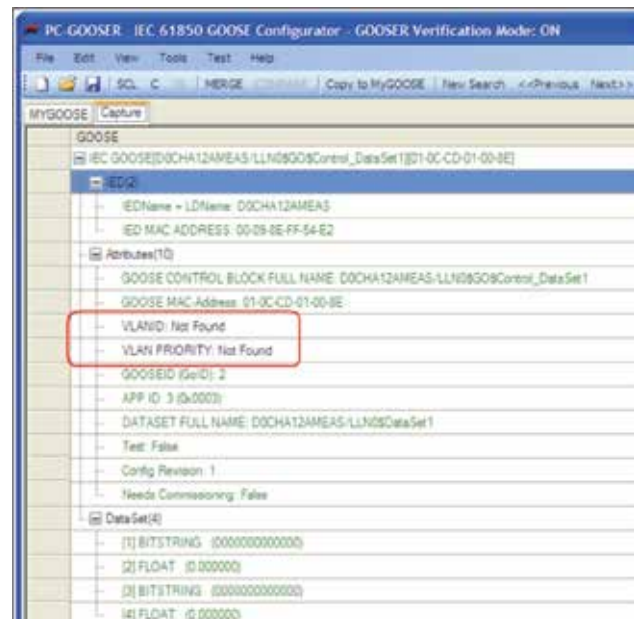 PC-GOOSER IEC 61850 GOOSE Configurator - GOOSER Verification Mode: ON
File Edit View Tools Test Help
SCL C MERGE Copy to MyGOOSE New Search <<Previous Next>>
MYGOOSE Capture
GOOSE
IEC GOOSE[D0CHA12AMEAS/LLN0$GO$Control_DataSet1][01-0C-CD-01-00-8E]
IED(2)
IEDName + LDName: D0CHA12AMEAS
IED MAC ADDRESS: 00-09-8E-FF-54-E2
Attributes(10)
GOOSE CONTROL BLOCK FULL NAME: D0CHA12AMEAS/LLN0$GO$Control_DataSet1
GOOSE MAC-Address: 01-0C-CD-01-00-8E
VLANID: Not Found
VLAN PRIORITY: Not Found
GOOSEID (GoID): 2
APP ID: 3 (0x0003)
DATASET FULL NAME: D0CHA12AMEAS/LLN0$DataSet1
Test: False
Config Revision: 1
Needs Commissioning: False
DataSet(4)
[1] BITSTRING (0000000000000)
[2] FLOAT (0.000000)
[3] BITSTRING (0000000000000)
[4] FLOAT (0.000000)